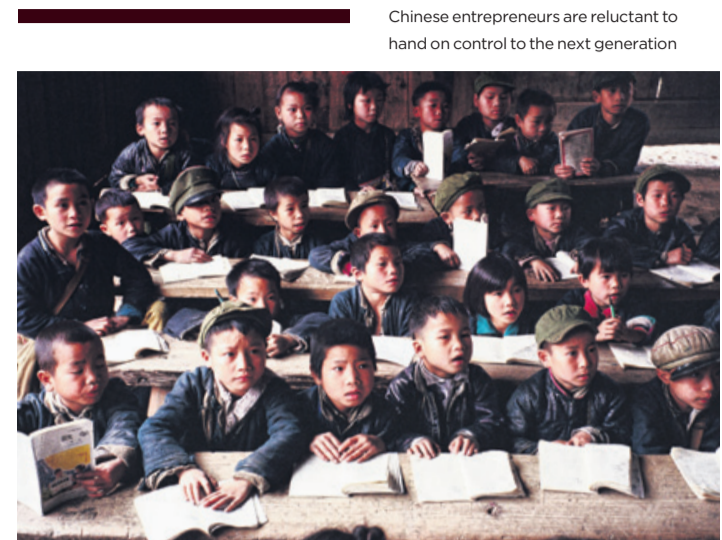 Chinese entrepreneurs are reluctant to
hand on control to the next generation